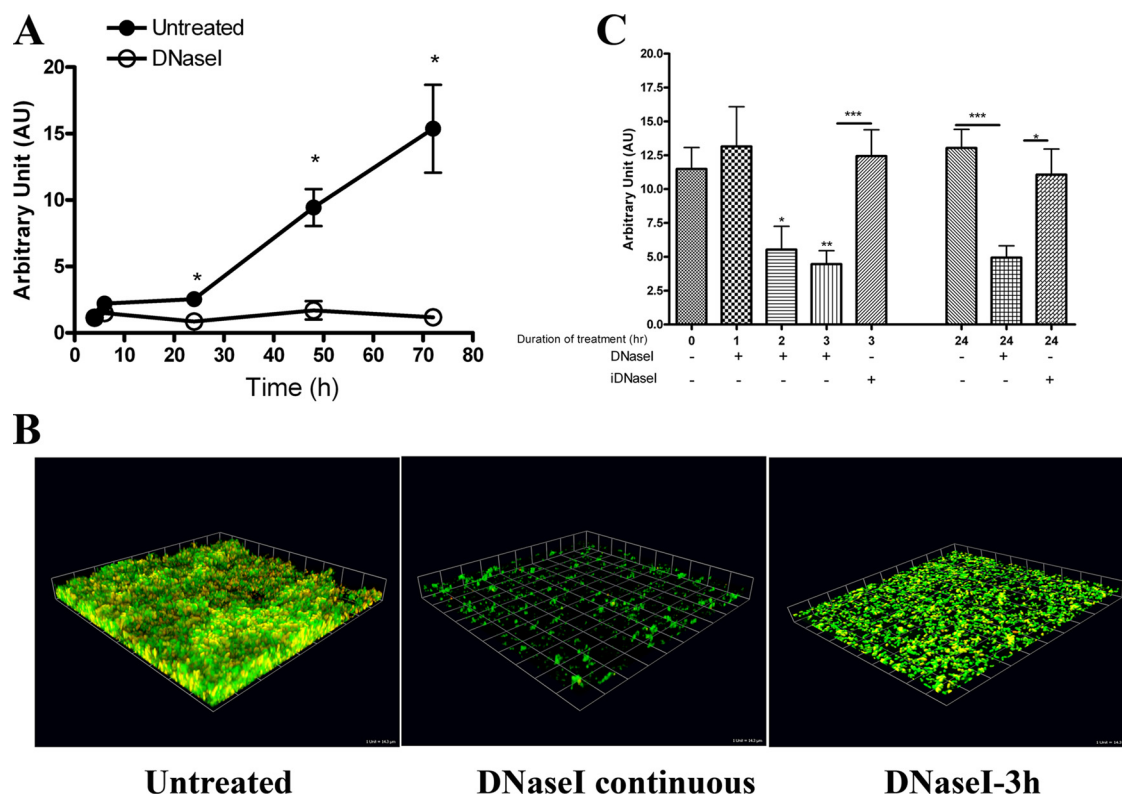 A
Untreated
DNaseI
*
*
*
20
15
10
5
0
Arbitrary Unit (AU)
0 10 20 30 40 50 60 70 80
Time (h)
C
20.0
17.5
15.0
12.5
10.0
7.5
5.0
2.5
0.0
Arbitrary Unit (AU)
*
**
***
***
*
Duration of treatment (hr) 0 1 2 3 3 24 24 24
DNaseI - + + + - - + -
iDNaseI - - - - + - - +
B
Untreated
DNaseI continuous
DNaseI-3h